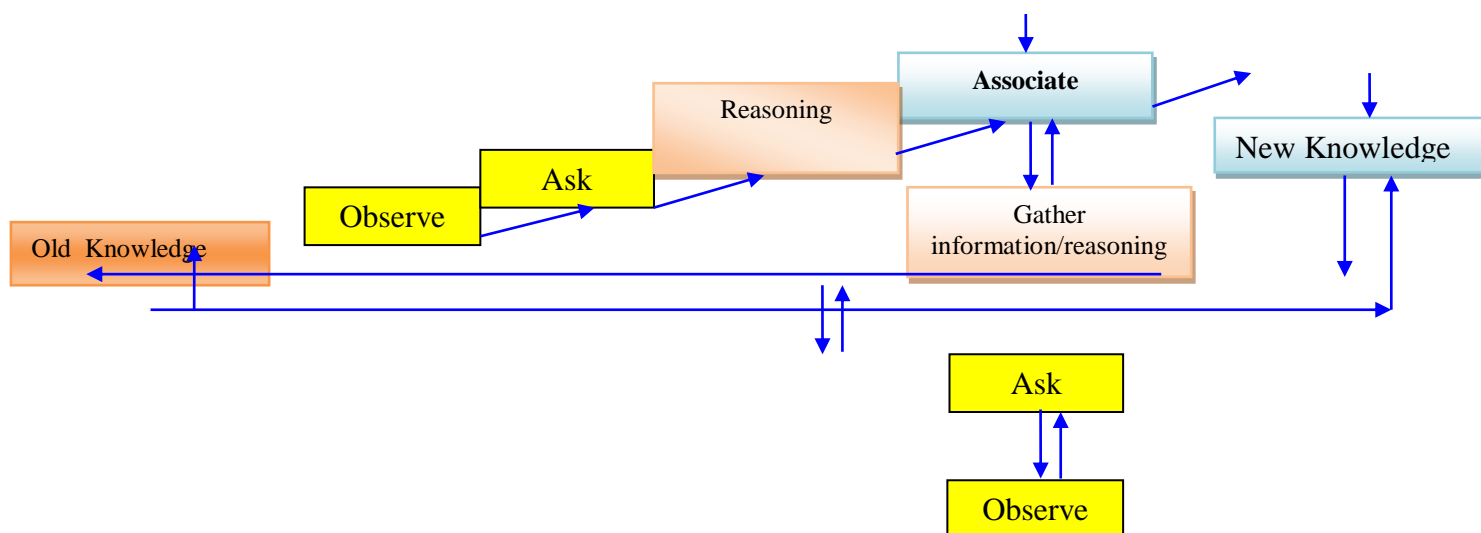 Associate
Reasoning
New Knowledge
Ask
Observe
Gather
information/reasoning
Old Knowledge
Ask
Observe